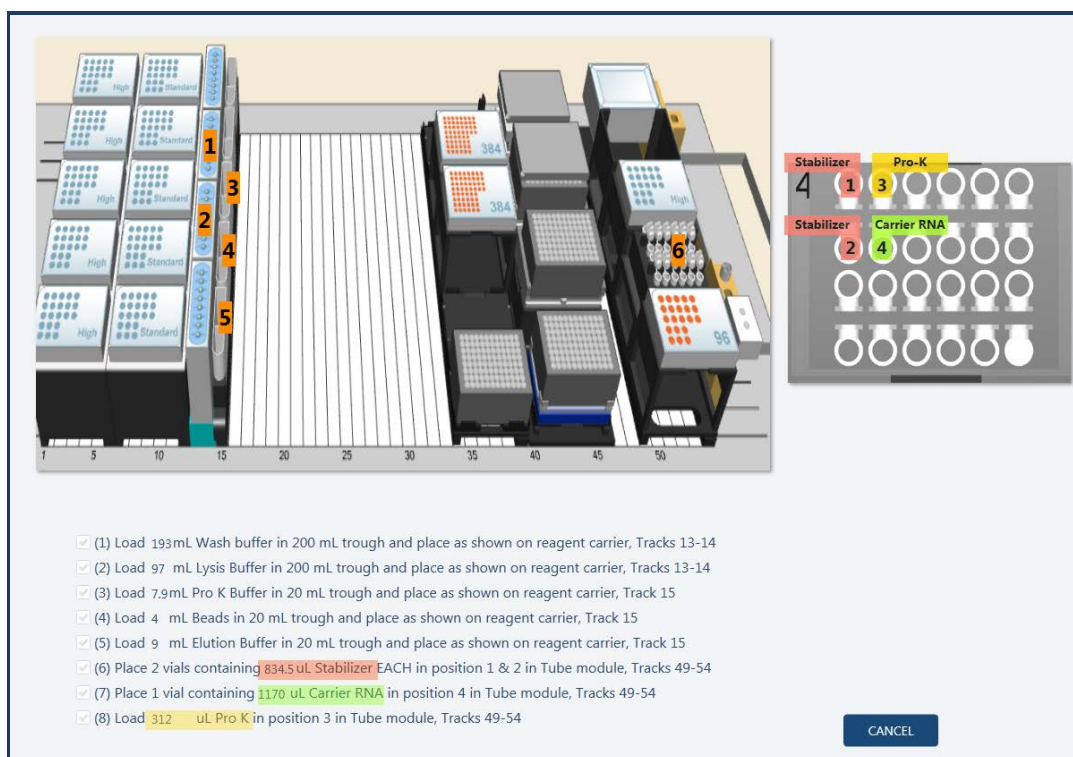 High Standard
High Standard
High Standard
High Standard
High Standard
1
2
3
4
5
384
384
High
6
96
1 5 10 15 20 25 30 35 40 45 50
Stabilizer Pro-K
4 1 3
Stabilizer Carrier RNA
2 4
(1) Load 193mL Wash buffer in 200 mL trough and place as shown on reagent carrier, Tracks 13-14
(2) Load 97 mL Lysis Buffer in 200 mL trough and place as shown on reagent carrier, Tracks 13-14
(3) Load 7.9mL Pro K Buffer in 20 mL trough and place as shown on reagent carrier, Track 15
(4) Load 4 mL Beads in 20 mL trough and place as shown on reagent carrier, Track 15
(5) Load 9 mL Elution Buffer in 20 mL trough and place as shown on reagent carrier, Track 15
(6) Place 2 vials containing 834.5 uL Stabilizer EACH in position 1 & 2 in Tube module, Tracks 49-54
(7) Place 1 vial containing 1170 uL Carrier RNA in position 4 in Tube module, Tracks 49-54
(8) Load 312 uL Pro K in position 3 in Tube module, Tracks 49-54
CANCEL